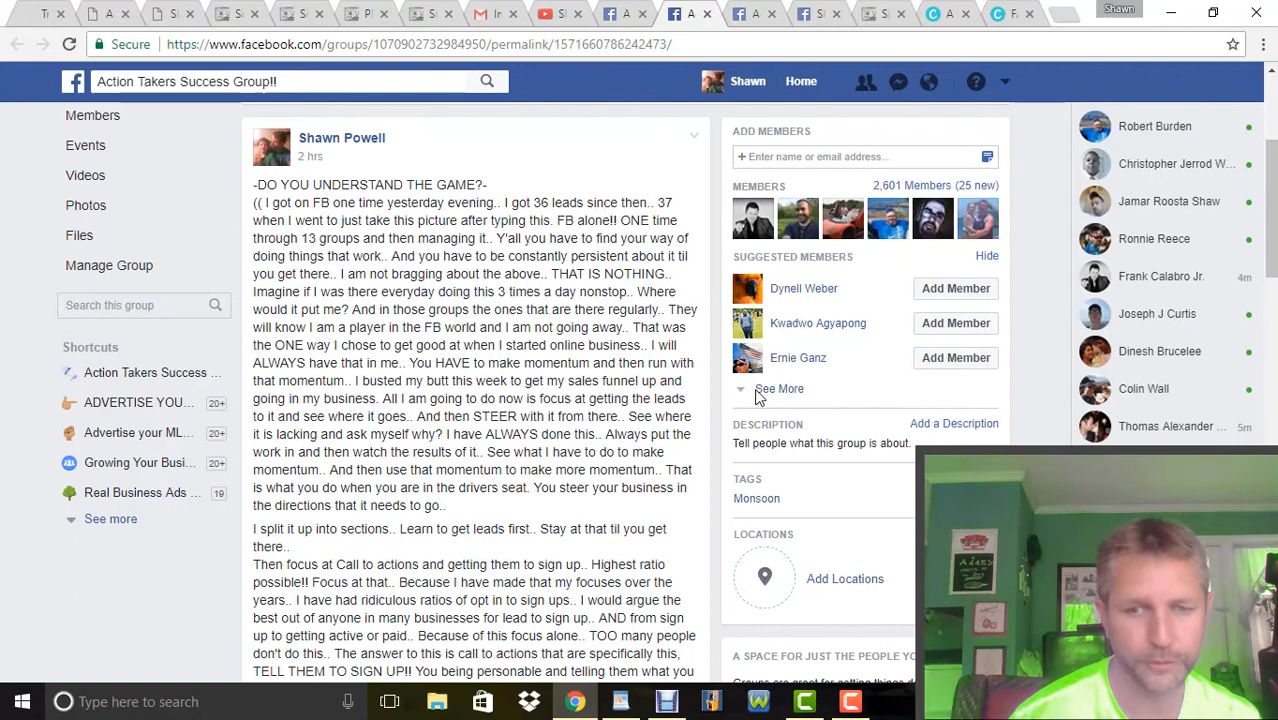 Tr
A
Sl
Si
Si
Pl
Si
In
S
A
A
A
Sl
Si
A
Fa
Shawn
Secure
https://www.facebook.com/groups/1070902732984950/permalink/1571660786242473/
Action Takers Success Group!!
Shawn
Home
Members
Events
Videos
Photos
Files
Manage Group
Search this group
Shortcuts
Action Takers Success ...
ADVERTISE YOU... 20+
Advertise your ML... 20+
Growing Your Busi... 20+
Real Business Ads ... 19
See more
Shawn Powell
2 hrs
-DO YOU UNDERSTAND THE GAME?-
(( I got on FB one time yesterday evening.. I got 36 leads since then.. 37
when I went to just take this picture after typing this. FB alone!! ONE time
through 13 groups and then managing it.. Y'all you have to find your way of
doing things that work.. And you have to be constantly persistent about it til
you get there.. I am not bragging about the above.. THAT IS NOTHING..
Imagine if I was there everyday doing this 3 times a day nonstop.. Where
would it put me? And in those groups the ones that are there regularly.. They
will know I am a player in the FB world and I am not going away.. That was
the ONE way I chose to get good at when I started online business.. I will
ALWAYS have that in me.. You HAVE to make momentum and then run with
that momentum.. I busted my butt this week to get my sales funnel up and
going in my business. All I am going to do now is focus at getting the leads
to it and see where it goes.. And then STEER with it from there.. See where
it is lacking and ask myself why? I have ALWAYS done this.. Always put the
work in and then watch the results of it.. See what I have to do to make
momentum.. And then use that momentum to make more momentum.. That
is what you do when you are in the drivers seat. You steer your business in
the directions that it needs to go..
I split it up into sections.. Learn to get leads first.. Stay at that til you get
there..
Then focus at Call to actions and getting them to sign up.. Highest ratio
possible!! Focus at that.. Because I have made that my focuses over the
years.. I have had ridiculous ratios of opt in to sign ups.. I would argue the
best out of anyone in many businesses for lead to sign up.. AND from sign
up to getting active or paid.. Because of this focus alone.. TOO many people
don't do this.. The answer to this is call to actions that are specifically this,
TELL THEM TO SIGN UP!! You being personable and telling them what you
ADD MEMBERS
+ Enter name or email address...
MEMBERS 2,601 Members (25 new)
SUGGESTED MEMBERS Hide
Dynell Weber Add Member
Kwadwo Agyapong Add Member
Ernie Ganz Add Member
See More
DESCRIPTION Add a Description
Tell people what this group is about.
TAGS
Monsoon
LOCATIONS
Add Locations
A SPACE FOR JUST THE PEOPLE YO
Robert Burden
Christopher Jerrod W...
Jamar Roosta Shaw
Ronnie Reece
Frank Calabro Jr. 4m
Joseph J Curtis
Dinesh Brucelee
Colin Wall
Thomas Alexander ... 5m
Type here to search